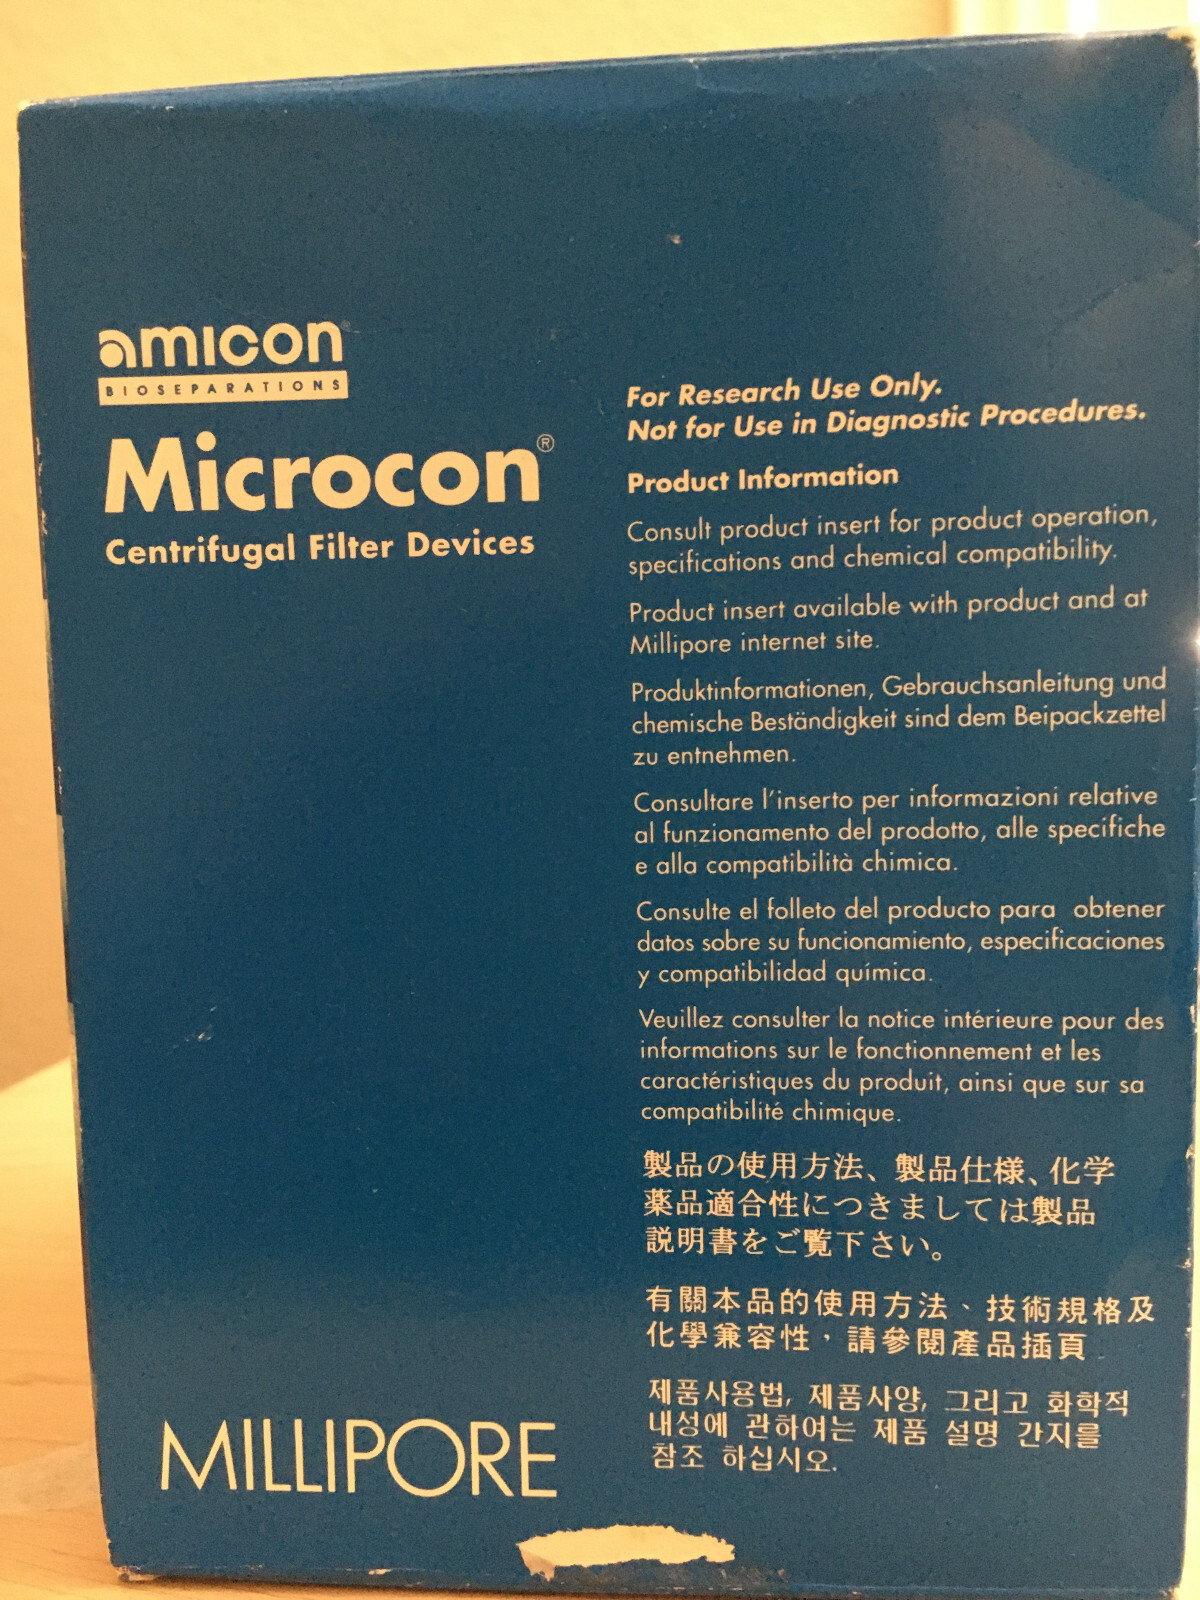 amicon
BIOSEPARATIONS
Microcon®
Centrifugal Filter Devices
For Research Use Only.
Not for Use in Diagnostic Procedures.
Product Information
Consult product insert for product operation,
specifications and chemical compatibility.
Product insert available with product and at
Millipore internet site.
Produktinformationen, Gebrauchsanleitung und
chemische Beständigkeit sind dem Beipackzettel
zu entnehmen.
Consultare l'inserto per informazioni relative
al funzionamento del prodotto, alle specifiche
e alla compatibilità chimica.
Consulte el folleto del producto para obtener
datos sobre su funcionamiento, especificaciones
y compatibilidad química.
Veuillez consulter la notice intérieure pour des
informations sur le fonctionnement et les
caractéristiques du produit, ainsi que sur sa
compatibilité chimique.
製品の使用方法、製品仕様、化学
薬品適合性につきましては製品
説明書をご覧下さい。
有關本品的使用方法、技術規格及
化學兼容性，請參閱產品插頁
제품사용법, 제품사양, 그리고 화학적
내성에 관하여는 제품 설명 간지를
참조 하십시오.
MILLIPORE